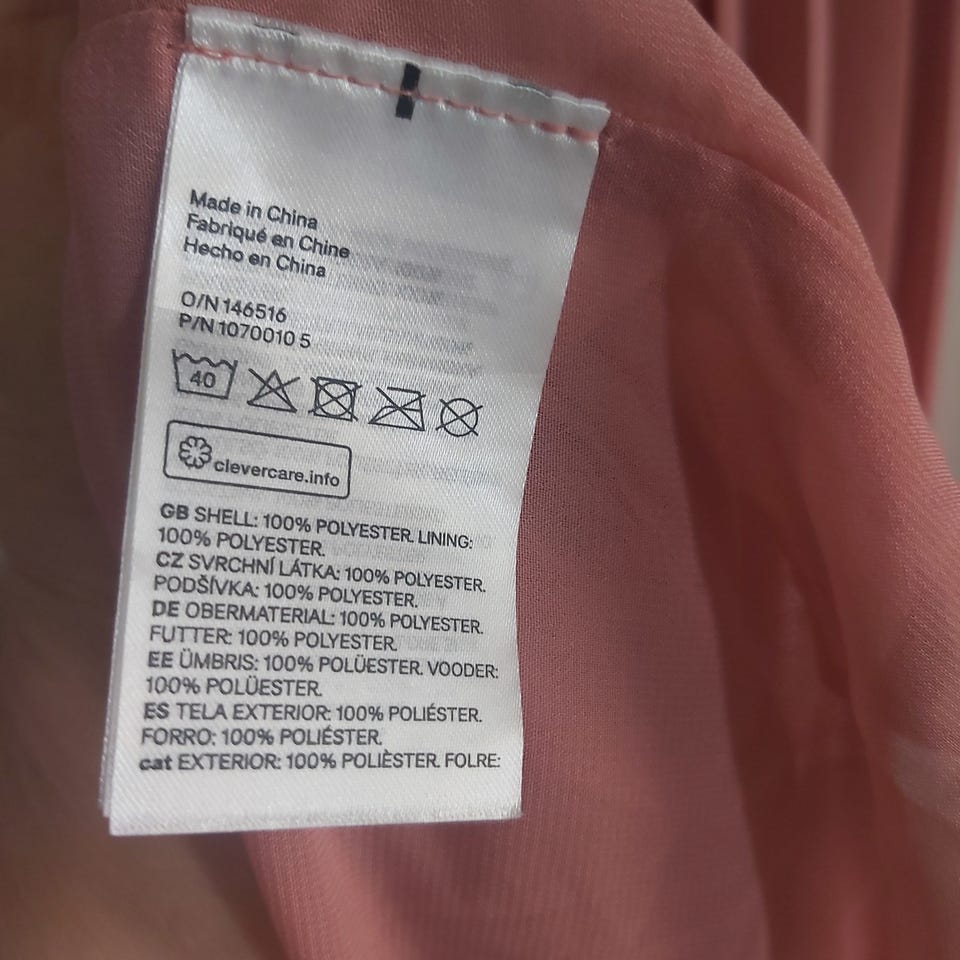 Made in China
Fabriqué en Chine
Hecho en China
O/N 146516
P/N 1070010 5
40
clevercare.info
GB SHELL: 100% POLYESTER. LINING:
100% POLYESTER.
CZ SVRCHNÍ LÁTKA: 100% POLYESTER.
PODŠÍVKA: 100% POLYESTER.
DE OBERMATERIAL: 100% POLYESTER.
FUTTER: 100% POLYESTER.
EE ÜMBRIS: 100% POLÜESTER. VOODER:
100% POLÜESTER.
ES TELA EXTERIOR: 100% POLIÉSTER.
FORRO: 100% POLIÉSTER.
cat EXTERIOR: 100% POLIÈSTER. FOLRE: